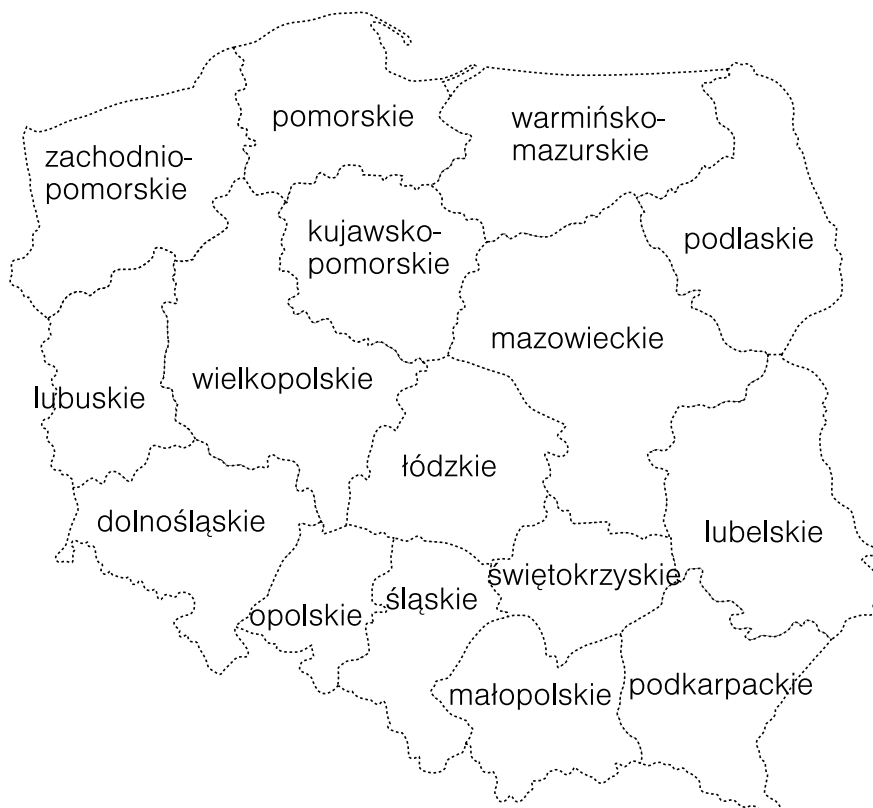 pomorskie
warmińsko-
mazurskie
zachodnio-
pomorskie
kujawsko-
pomorskie
podlaskie
mazowieckie
wielkopolskie
lubuskie
łódzkie
dolnośląskie
lubelskie
świętokrzyskie
śląskie
opolskie
małopolskie
podkarpackie